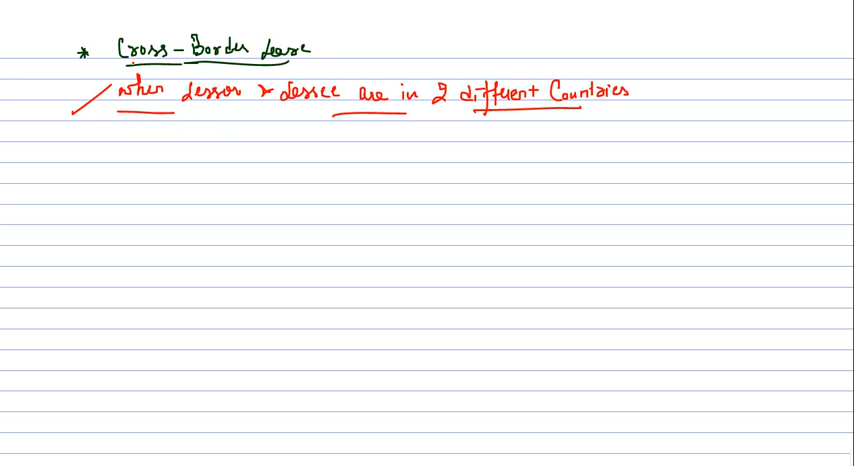 * Cross-Border Lease
when lessor & lessee are in 2 different Countries